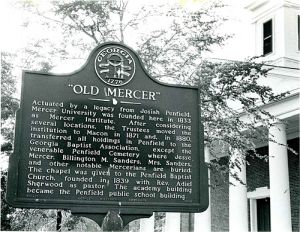 GEORGIA
1776
"OLD MERCER"
Actuated by a legacy from Josiah Penfield,
Mercer University was founded here in 1833
as Mercer Institute. After considering
several locations, the Trustees moved the
institution to Macon in 1871 and, in 1880,
transferred all holdings in Penfield to the
Georgia Baptist Association, except the
venerable Penfield Cemetery where Jesse
Mercer, Billington M. Sanders, Mrs. Sanders,
and other notable Mercerians are buried.
The chapel was given to the Penfield Baptist
Church, founded in 1839 with Rev. Adiel
Sherwood as pastor. The academy building
became the Penfield public school building.